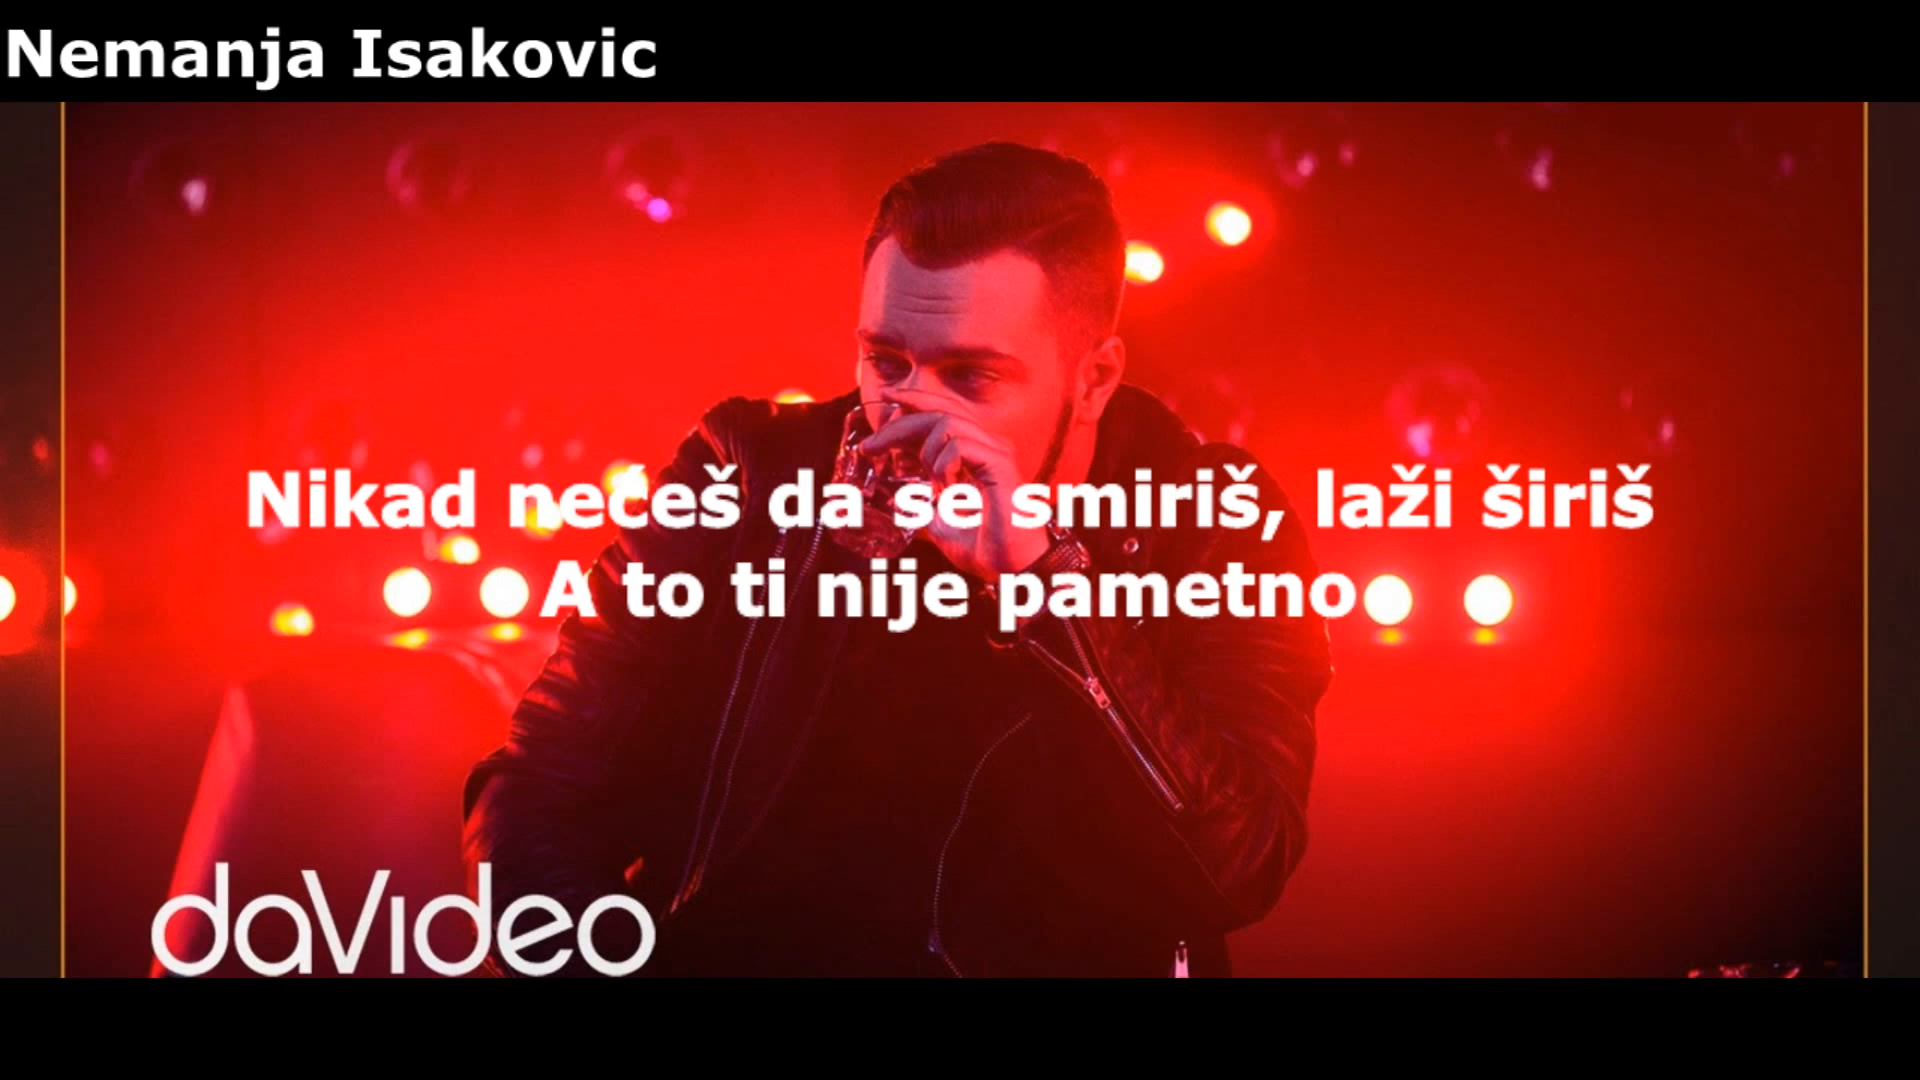 Nemanja Isakovic
Nikad nećeš da se smiriš, laži širiš
A to ti nije pametno
daVideo